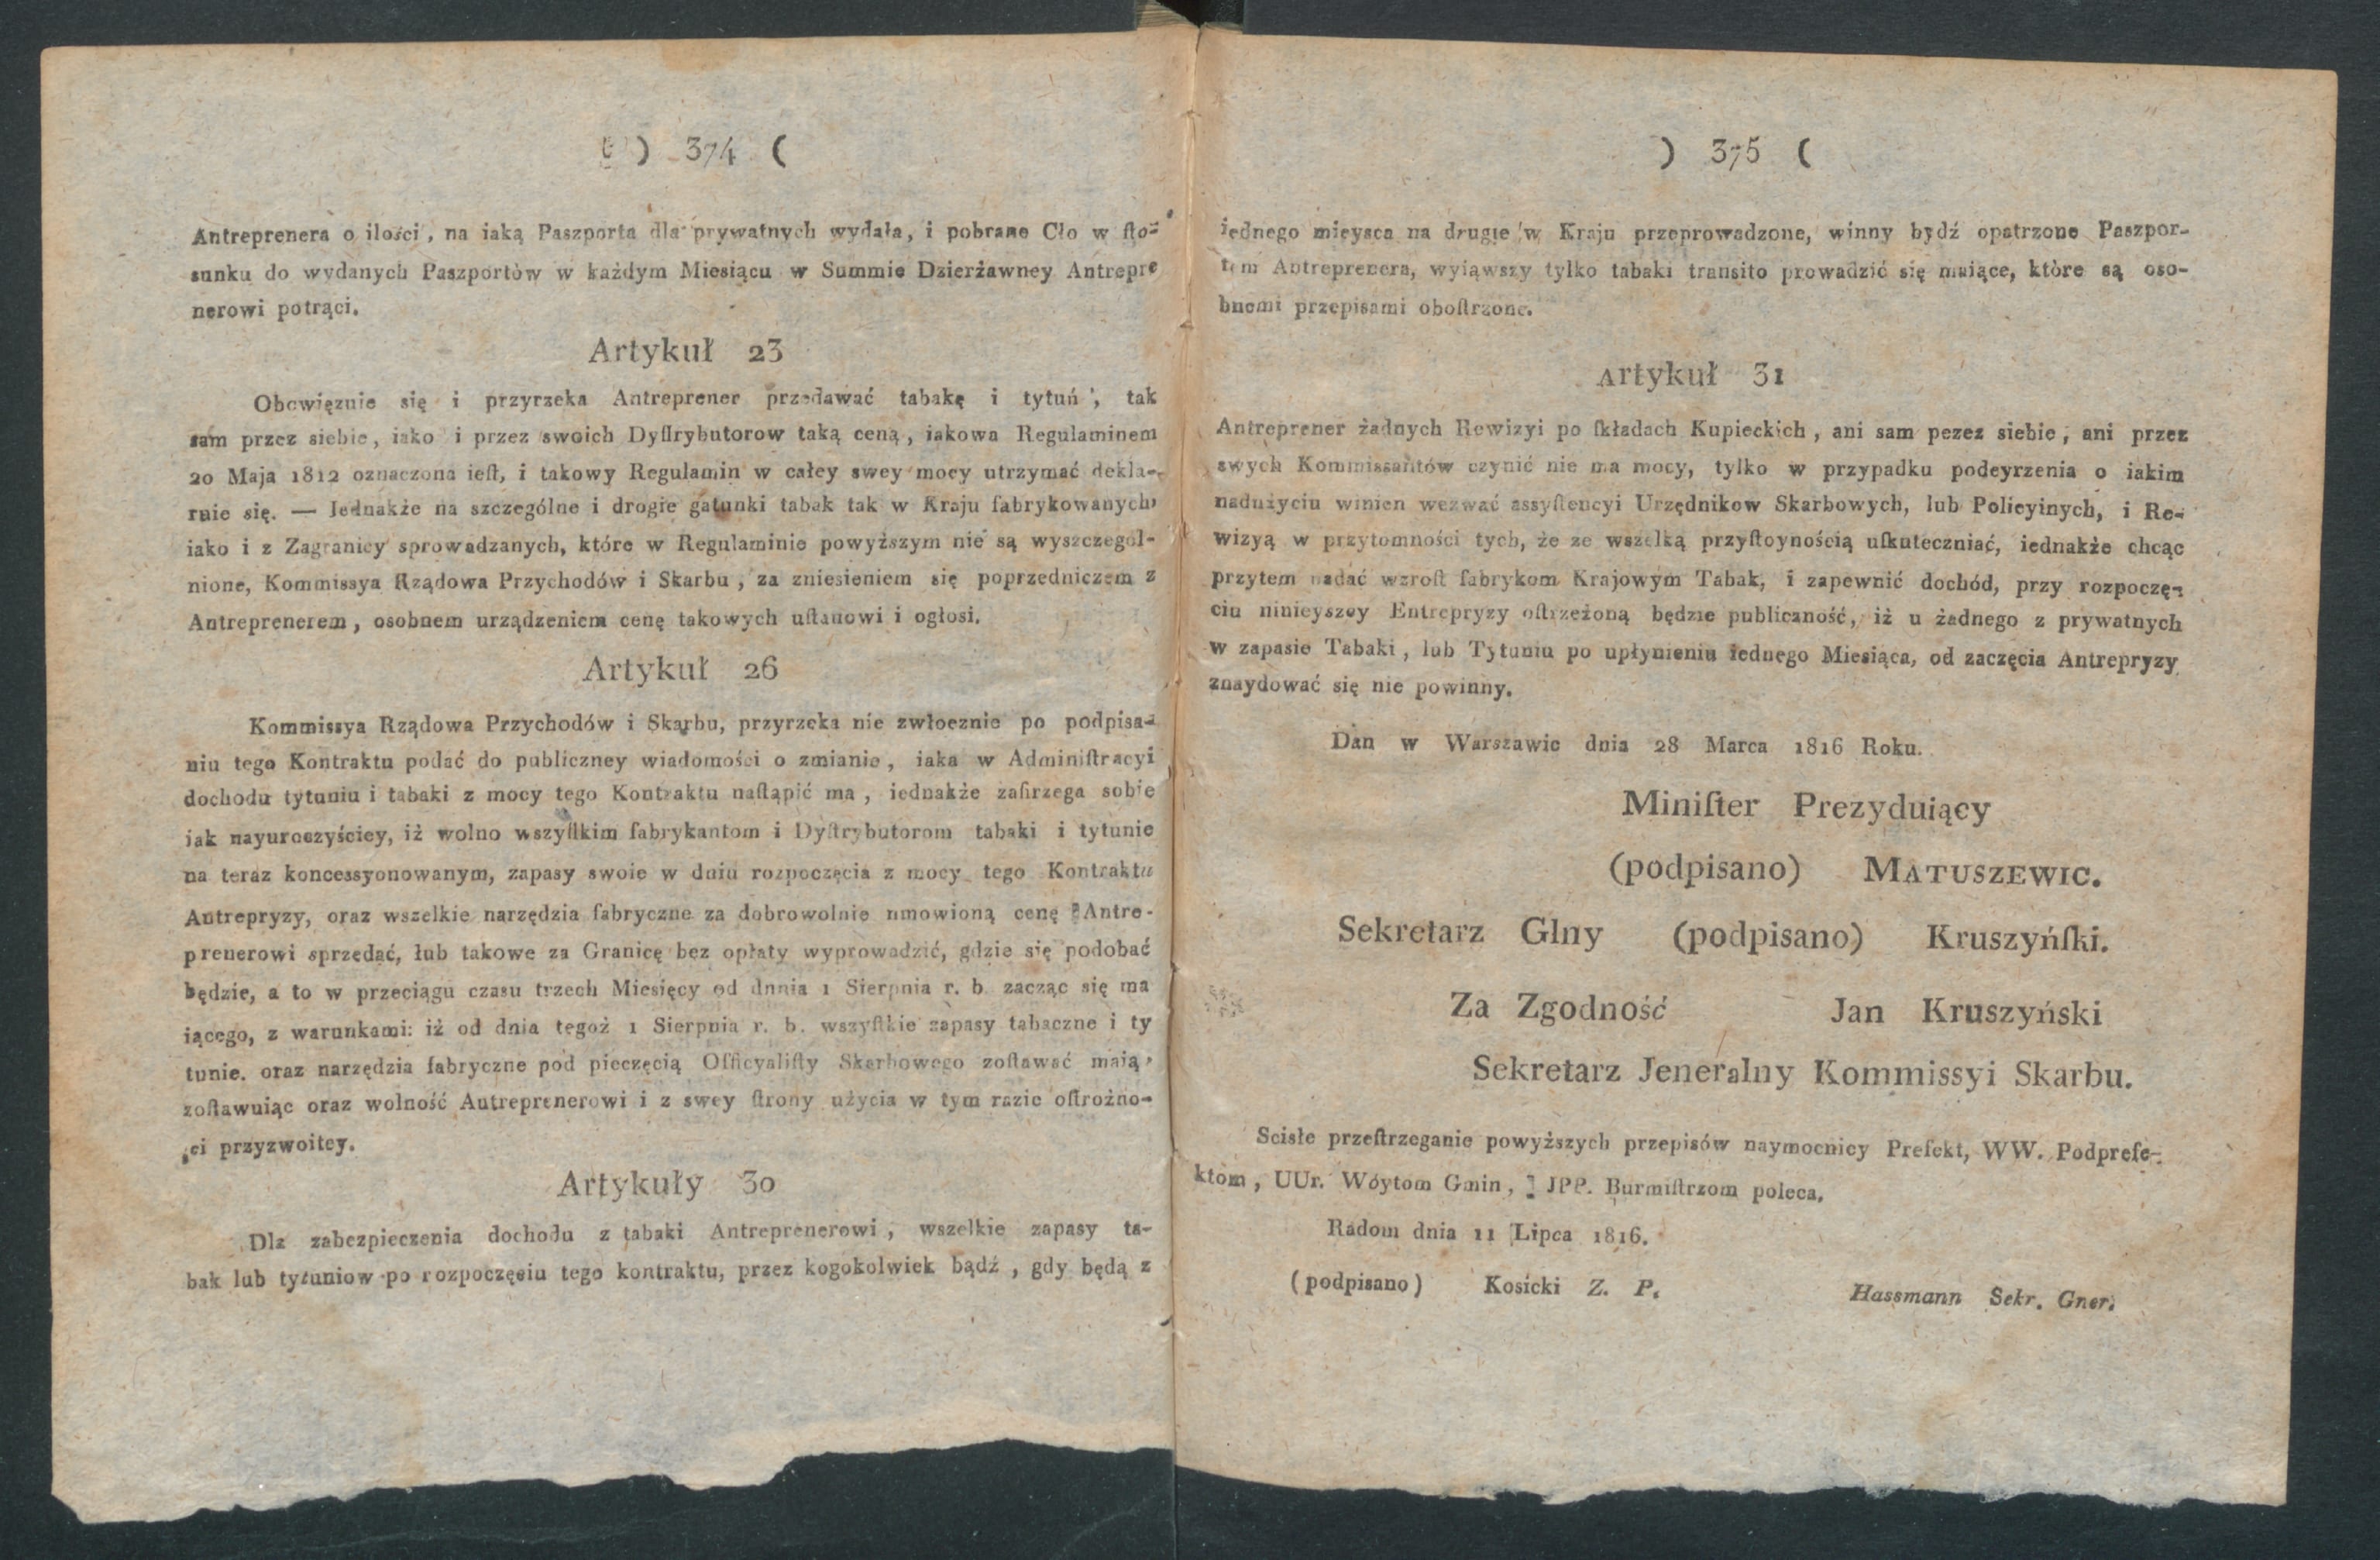 ) 374 (
Antreprenera o ilości, na iaką Paszporta dla prywatnych wydała, i pobrane Cło w sto-
sunku do wydanych Paszportów w każdym Miesiącu w Summie Dzierżawney Antrepre
nerowi potrąci.
Artykuł 23
Obowięznie się i przyrzeka Antreprener przedawać tabakę i tytuń, tak
sam przez siebie, iako i przez swoich Dyſtrybutorow taką ceną, iakowa Regulaminem
20 Maja 1812 oznaczona ieſt, i takowy Regulamin w całey swey mocy utrzymać dekla-
ruie się. — Iednakże na szczególne i drogie gatunki tabak tak w Kraju fabrykowanych,
iako i z Zagranicy sprowadzanych, które w Regulaminie powyższym nie są wyszczegól-
nione, Kommissya Rządowa Przychodów i Skarbu, za zniesieniem się poprzedniczem z
Antreprenerem, osobnem urządzeniem cenę takowych uſtanowi i ogłosi.
Artykuł 26
Kommissya Rządowa Przychodów i Skarbu, przyrzeka nie zwłocznie po podpisa-
niu tego Kontraktu podać do publiczney wiadomości o zmianie, iaka w Adminiſtracyi
dochodu tytuniu i tabaki z mocy tego Kontraktu naſtąpić ma, iednakże zaſtrzega sobie
jak nayuroczyściey, iż wolno wszyſtkim fabrykantom i Dyſtrybutorom tabaki i tytunie
na teraz koncessyonowanym, zapasy swoie w dniu rozpoczęcia z mocy tego Kontraktu
Antrepryzy, oraz wszelkie narzędzia fabryczne za dobrowolnie umowioną cenę Antre-
prenerowi sprzedać, łub takowe za Granicę bez opłaty wyprowadzić, gdzie się podobać
będzie, a to w przeciągu czasu trzech Miesięcy od dnnia 1 Sierpnia r. b. zacząc się ma
iącego, z warunkami: iż od dnia tegoż 1 Sierpnia r. b. wszyſtkie zapasy tabaczne i ty
tunie. oraz narzędzia fabryczne pod pieczęcią Officyaliſty Skarbowego zoſtawać maią,
zoſtawuiąc oraz wolność Antreprenerowi i z swey ſtrony użycia w tym razie oſtrożno-
ci przyzwoitey.
Artykuły 30
Dla zabezpieczenia dochodu z tabaki Antreprenerowi, wszelkie zapasy ta-
bak lub tytuniow po rozpoczęciu tego kontraktu, przez kogokolwiek bądź, gdy będą z
) 375 (
iednego mieysca na drugie w Kraju przeprowadzone, winny bydź opatrzone Paszpor-
tem Antreprenera, wyiąwszy tylko tabaki transito prowadzić się maiące, które są oso-
bnemi przepisami oboſtrzone.
Artykuł 31
Antreprener żadnych Rewizyi po ſkładach Kupieckich, ani sam pezez siebie, ani przez
swych Kommissantów czynić nie ma mocy, tylko w przypadku podeyrzenia o iakim
nadużyciu winien wezwać assyſtencyi Urzędnikow Skarbowych, lub Policyinych, i Re-
wizyą w przytomności tych, że ze wszelką przyſtoynością uſkuteczniać, iednakże chcąc
przytem nadać wzroſt fabrykom Krajowym Tabak, i zapewnić dochód, przy rozpoczę-
ciu ninieyszey Entrepryzy oſtrzeżoną będzie publiczność, iż u żadnego z prywatnych
w zapasie Tabaki, lub Tytuniu po upłynieniu iednego Miesiąca, od zaczęcia Antrepryzy
znaydować się nie powinny.
Dan w Warszawie dnia 28 Marca 1816 Roku.
Miniſter Prezyduiący
(podpisano) MATUSZEWIC.
Sekretarz Głny (podpisano) Kruszyńſki.
Za Zgodność Jan Kruszyński
Sekretarz Jeneralny Kommissyi Skarbu.
Scisłe przeſtrzeganie powyższych przepisów naymocniey Prefekt, WW. Podprefe-
ktom, UUr. Wóytom Gmin, JPP. Burmiſtrzom poleca.
Radom dnia 11 Lipca 1816.
(podpisano) Kosicki Z. P. Hassmann Sekr. Gner.